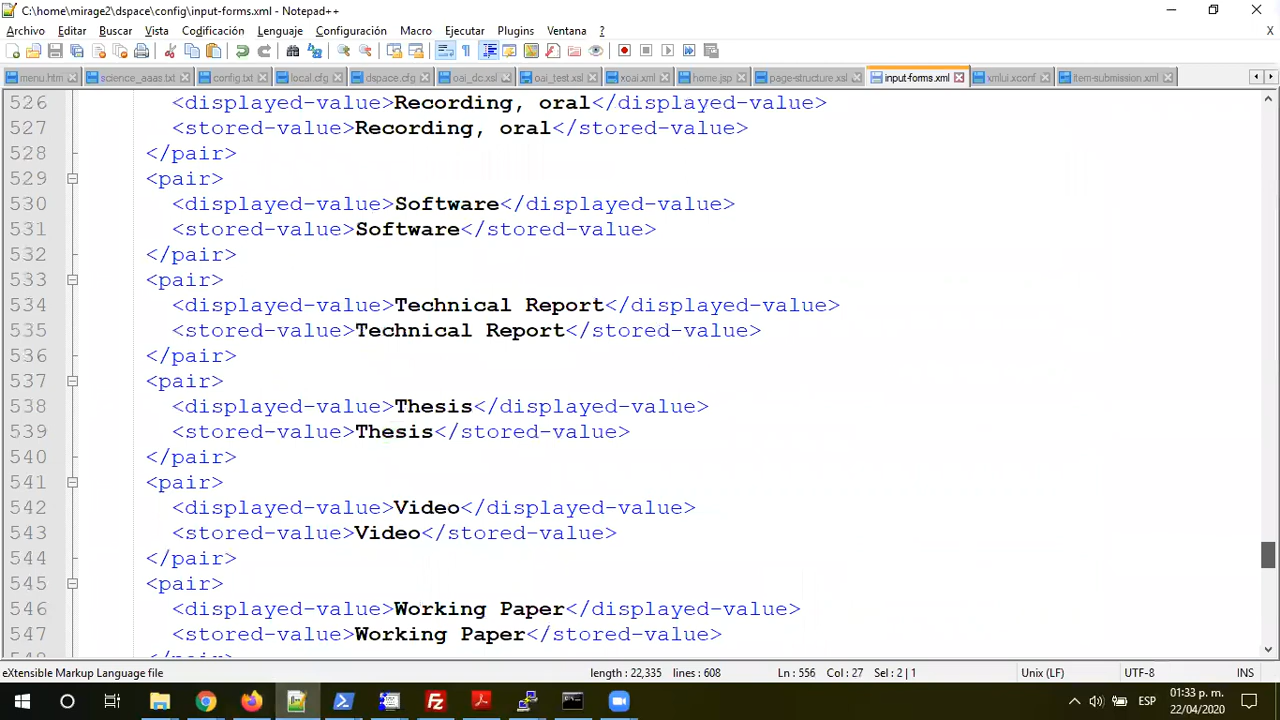 C:\home\mirage2\dspace\config\input-forms.xml - Notepad++
Archivo Editar Buscar Vista Codificación Lenguaje Configuración Macro Ejecutar Plugins Ventana ? X
menu.htm science_aaas.txt config.txt local.cfg dspace.cfg oai_dc.xsl oai_test.xsl xoai.xml home.jsp page-structure.xsl input-forms.xml xmlui.xconf item-submission.xml
526 <displayed-value>Recording, oral</displayed-value>
527 <stored-value>Recording, oral</stored-value>
528 </pair>
529 <pair>
530 <displayed-value>Software</displayed-value>
531 <stored-value>Software</stored-value>
532 </pair>
533 <pair>
534 <displayed-value>Technical Report</displayed-value>
535 <stored-value>Technical Report</stored-value>
536 </pair>
537 <pair>
538 <displayed-value>Thesis</displayed-value>
539 <stored-value>Thesis</stored-value>
540 </pair>
541 <pair>
542 <displayed-value>Video</displayed-value>
543 <stored-value>Video</stored-value>
544 </pair>
545 <pair>
546 <displayed-value>Working Paper</displayed-value>
547 <stored-value>Working Paper</stored-value>
548 </pair>
eXtensible Markup Language file length : 22,335 lines : 608 Ln : 556 Col : 27 Sel : 2 | 1 Unix (LF) UTF-8 INS
ESP 01:33 p. m.
22/04/2020